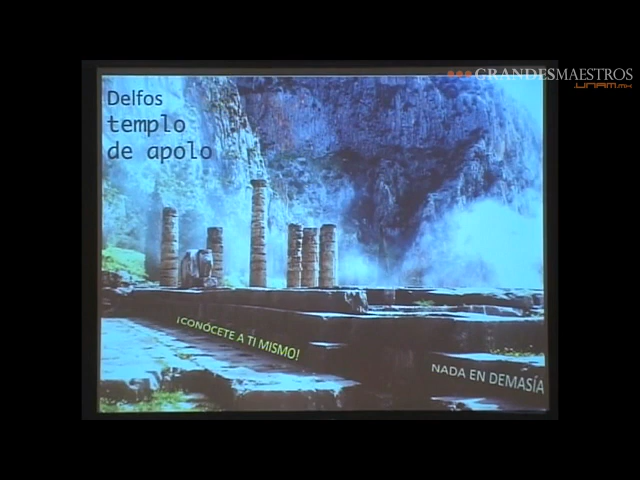 GRANDESMAESTROS
.UNAM.MX
Delfos
templo
de apolo
¡CONÓCETE A TI MISMO!
NADA EN DEMASÍA